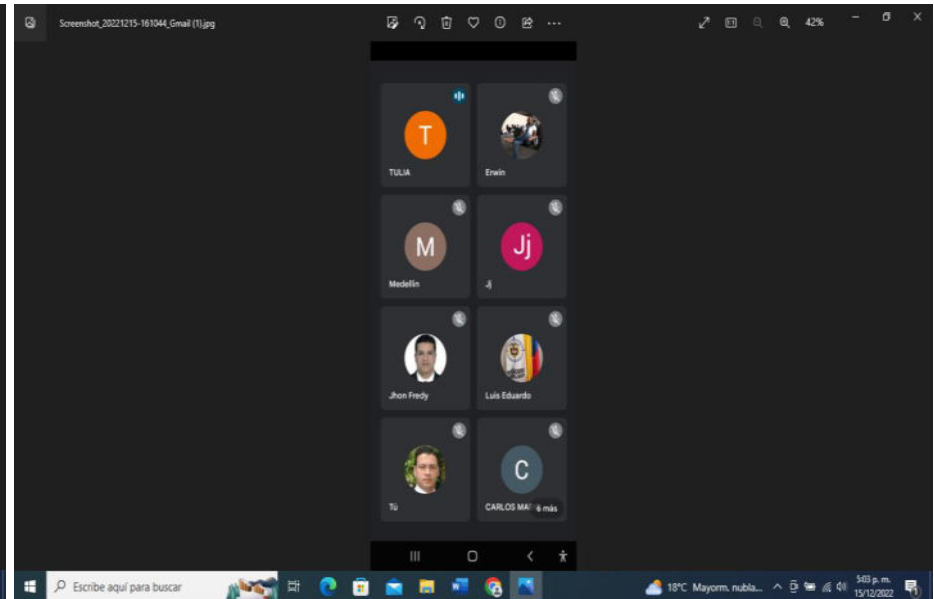 Screenshot_20221215-161044_Gmail (1).jpg
42%
T
TULIA
Erwin
M
Medellín
Jj
Jj
Jhon Fredy
Luis Eduardo
Tú
C
CARLOS MA
6 más
Escribe aquí para buscar
18°C Mayorm. nubla...
5:03 p. m.
15/12/2022